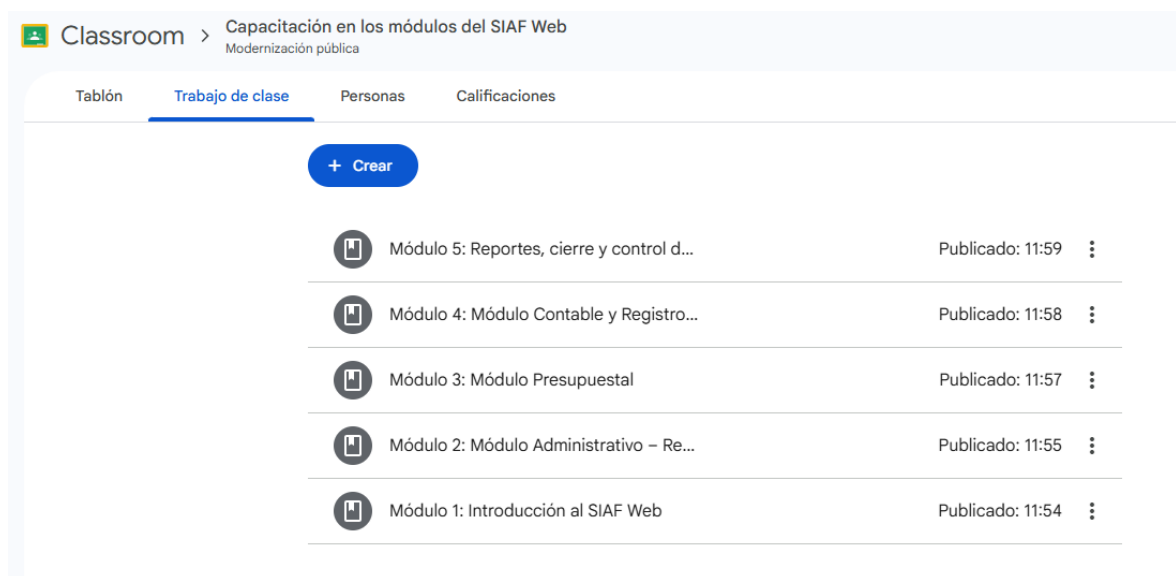 Classroom > Capacitación en los módulos del SIAF Web
Modernización pública
Tablón Trabajo de clase Personas Calificaciones
+ Crear
Módulo 5: Reportes, cierre y control d... Publicado: 11:59
Módulo 4: Módulo Contable y Registro... Publicado: 11:58
Módulo 3: Módulo Presupuestal Publicado: 11:57
Módulo 2: Módulo Administrativo – Re... Publicado: 11:55
Módulo 1: Introducción al SIAF Web Publicado: 11:54